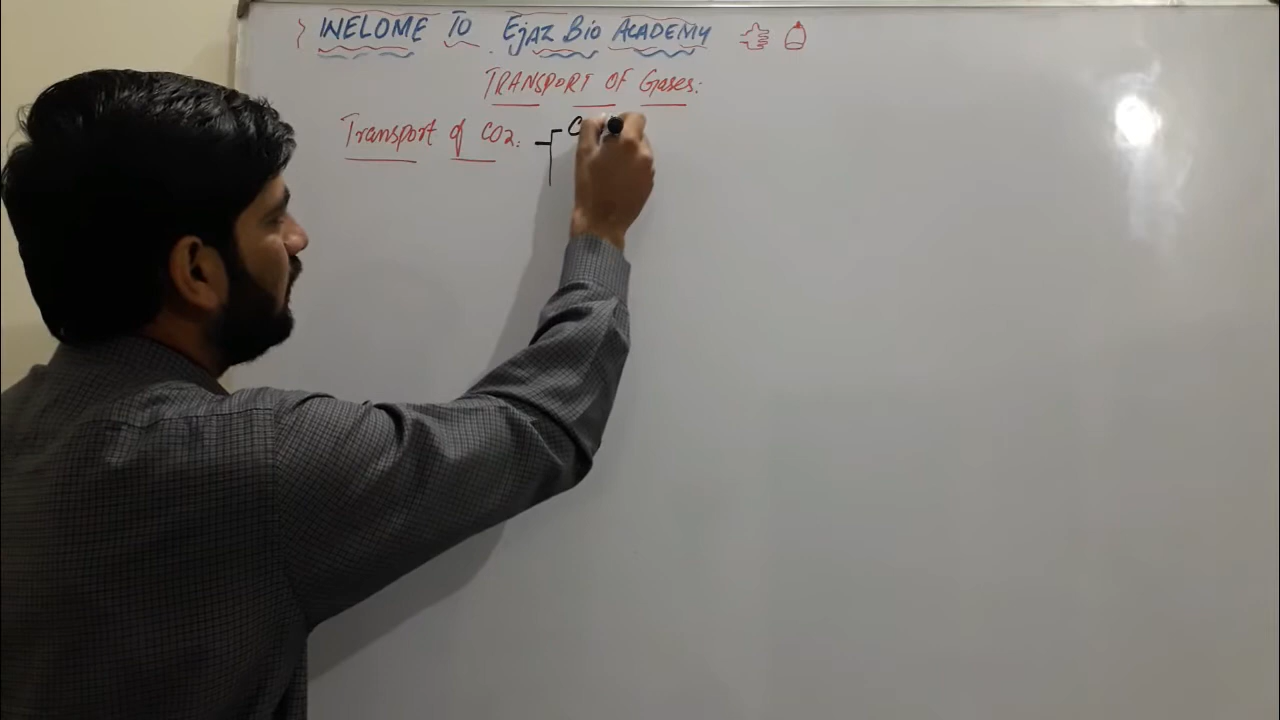 WELOME TO EjAZ Bio ACADEMY
TRANSPORT OF Gases:
Transport of CO2: